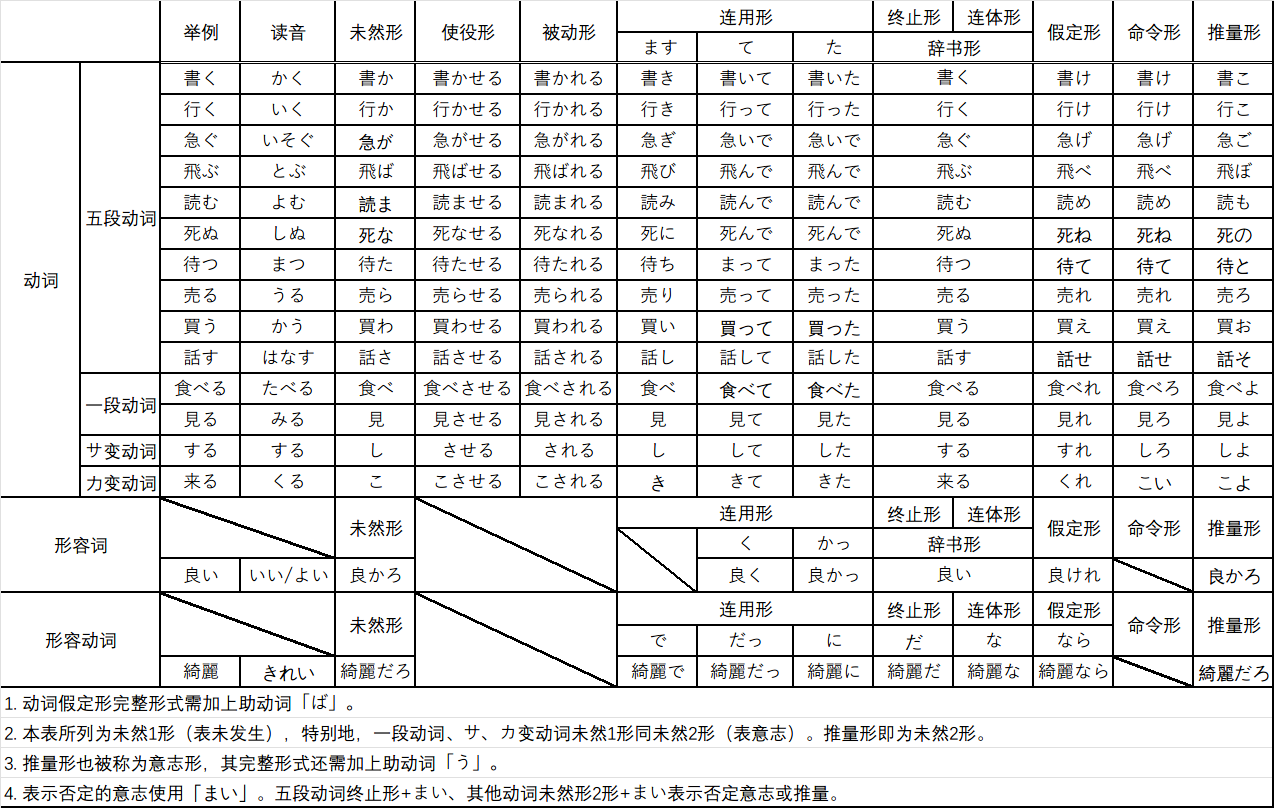 举例 读音 未然形 使役形 被动形 连用形 终止形 连体形 假定形 命令形 推量形
ます て た 辞书形
动词
五段动词
書く かく 書か 書かせる 書かれる 書き 書いて 書いた 書く 書け 書け 書こ
行く いく 行か 行かせる 行かれる 行き 行って 行った 行く 行け 行け 行こ
急ぐ いそぐ 急が 急がせる 急がれる 急ぎ 急いで 急いで 急ぐ 急げ 急げ 急ご
飛ぶ とぶ 飛ば 飛ばせる 飛ばれる 飛び 飛んで 飛んで 飛ぶ 飛べ 飛べ 飛ぼ
読む よむ 読ま 読ませる 読まれる 読み 読んで 読んで 読む 読め 読め 読も
死ぬ しぬ 死な 死なせる 死なれる 死に 死んで 死んで 死ぬ 死ね 死ね 死の
待つ まつ 待た 待たせる 待たれる 待ち まって まった 待つ 待て 待て 待と
売る うる 売ら 売らせる 売られる 売り 売って 売った 売る 売れ 売れ 売ろ
買う かう 買わ 買わせる 買われる 買い 買って 買った 買う 買え 買え 買お
話す はなす 話さ 話させる 話される 話し 話して 話した 話す 話せ 話せ 話そ
一段动词
食べる たべる 食べ 食べさせる 食べされる 食べ 食べて 食べた 食べる 食べれ 食べろ 食べよ
見る みる 見 見させる 見される 見 見て 見た 見る 見れ 見ろ 見よ
サ变动词 する する し させる される し して した する すれ しろ しよ
カ变动词 来る くる こ こさせる こされる き きて きた 来る くれ こい こよ
形容词
未然形 连用形 终止形 连体形 假定形 命令形 推量形
く かっ 辞书形
良い いい/よい 良かろ 良く 良かっ 良い 良けれ 良かろ
形容动词
未然形 连用形 终止形 连体形 假定形 命令形 推量形
で だっ に だ な なら
綺麗 きれい 綺麗だろ 綺麗で 綺麗だっ 綺麗に 綺麗だ 綺麗な 綺麗なら 綺麗だろ
1. 动词假定形完整形式需加上助动词「ば」。
2. 本表所列为未然1形（表未发生），特别地，一段动词、サ、カ变动词未然1形同未然2形（表意志）。推量形即为未然2形。
3. 推量形也被称为意志形，其完整形式还需加上助动词「う」。
4. 表示否定的意志使用「まい」。五段动词终止形+まい、其他动词未然形2形+まい表示否定意志或推量。